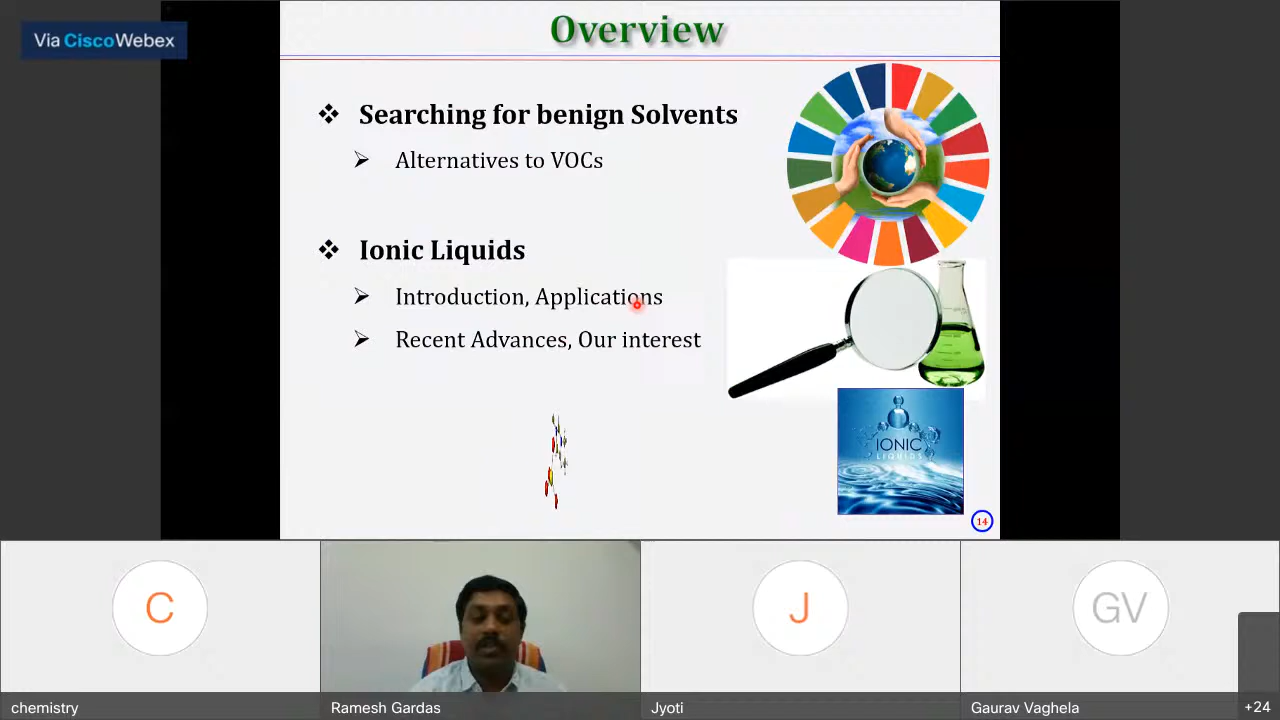 Via CiscoWebex
Overview
Searching for benign Solvents
Alternatives to VOCs
Ionic Liquids
Introduction, Applications
Recent Advances, Our interest
IONIC
LIQUIDS
14
C
J
GV
chemistry
Ramesh Gardas
Jyoti
Gaurav Vaghela
+24